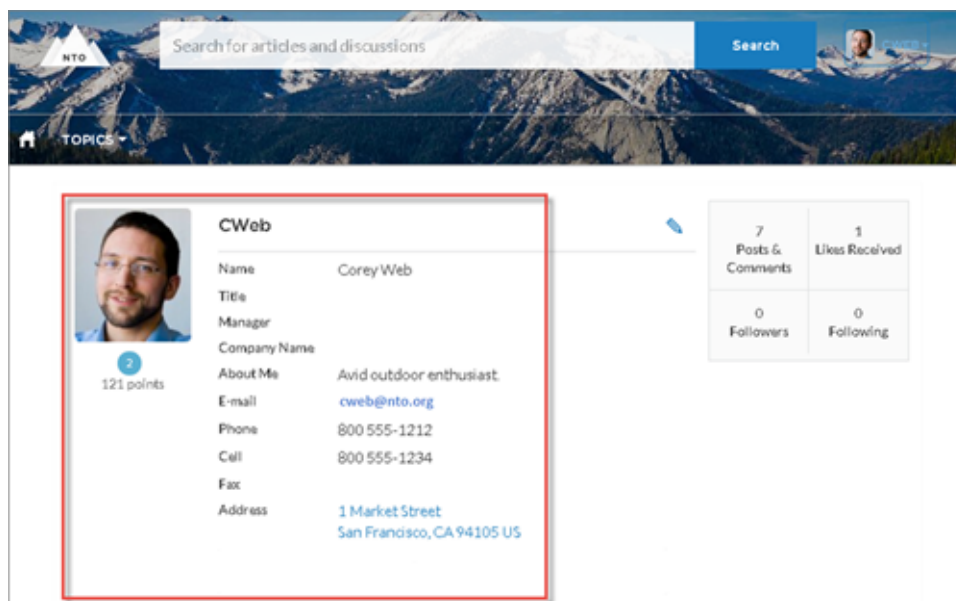 NTO
Search for articles and discussions
Search
CWEB
TOPICS
CWeb
Name Corey Web
Title
Manager
Company Name
About Me Avid outdoor enthusiast.
E-mail cweb@nto.org
Phone 800 555-1212
Cell 800 555-1234
Fax
Address 1 Market Street
San Francisco, CA 94105 US
2
121 points
7
Posts &
Comments
1
Likes Received
0
Followers
0
Following